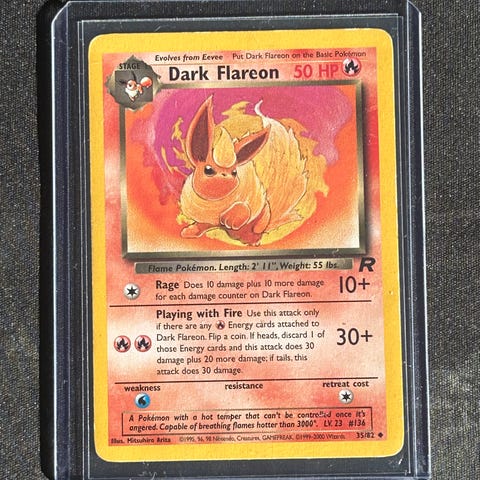 Evolves from Eevee Put Dark Flareon on the Basic Pokémon
STAGE
Dark Flareon 50 HP
Flame Pokémon. Length: 2' 11", Weight: 55 lbs.
R
Rage Does 10 damage plus 10 more damage 10+
for each damage counter on Dark Flareon.
Playing with Fire Use this attack only
if there are any Energy cards attached to
Dark Flareon. Flip a coin. If heads, discard 1 of 30+
those Energy cards and this attack does 30
damage plus 20 more damage; if tails, this
attack does 30 damage.
weakness resistance retreat cost
A Pokémon with a hot temper that can't be controlled once it's
angered. Capable of breathing flames hotter than 3000°. LV. 23 #136
Illus. Mitsuhiro Arita ©1995, 96, 98 Nintendo, Creatures, GAMEFREAK. ©1999-2000 Wizards. 35/82